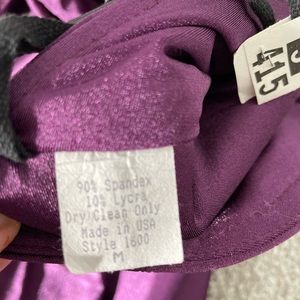 90% Spandex
10% Lycra
Dry Clean Only
Made in USA
Style 1600
M
415